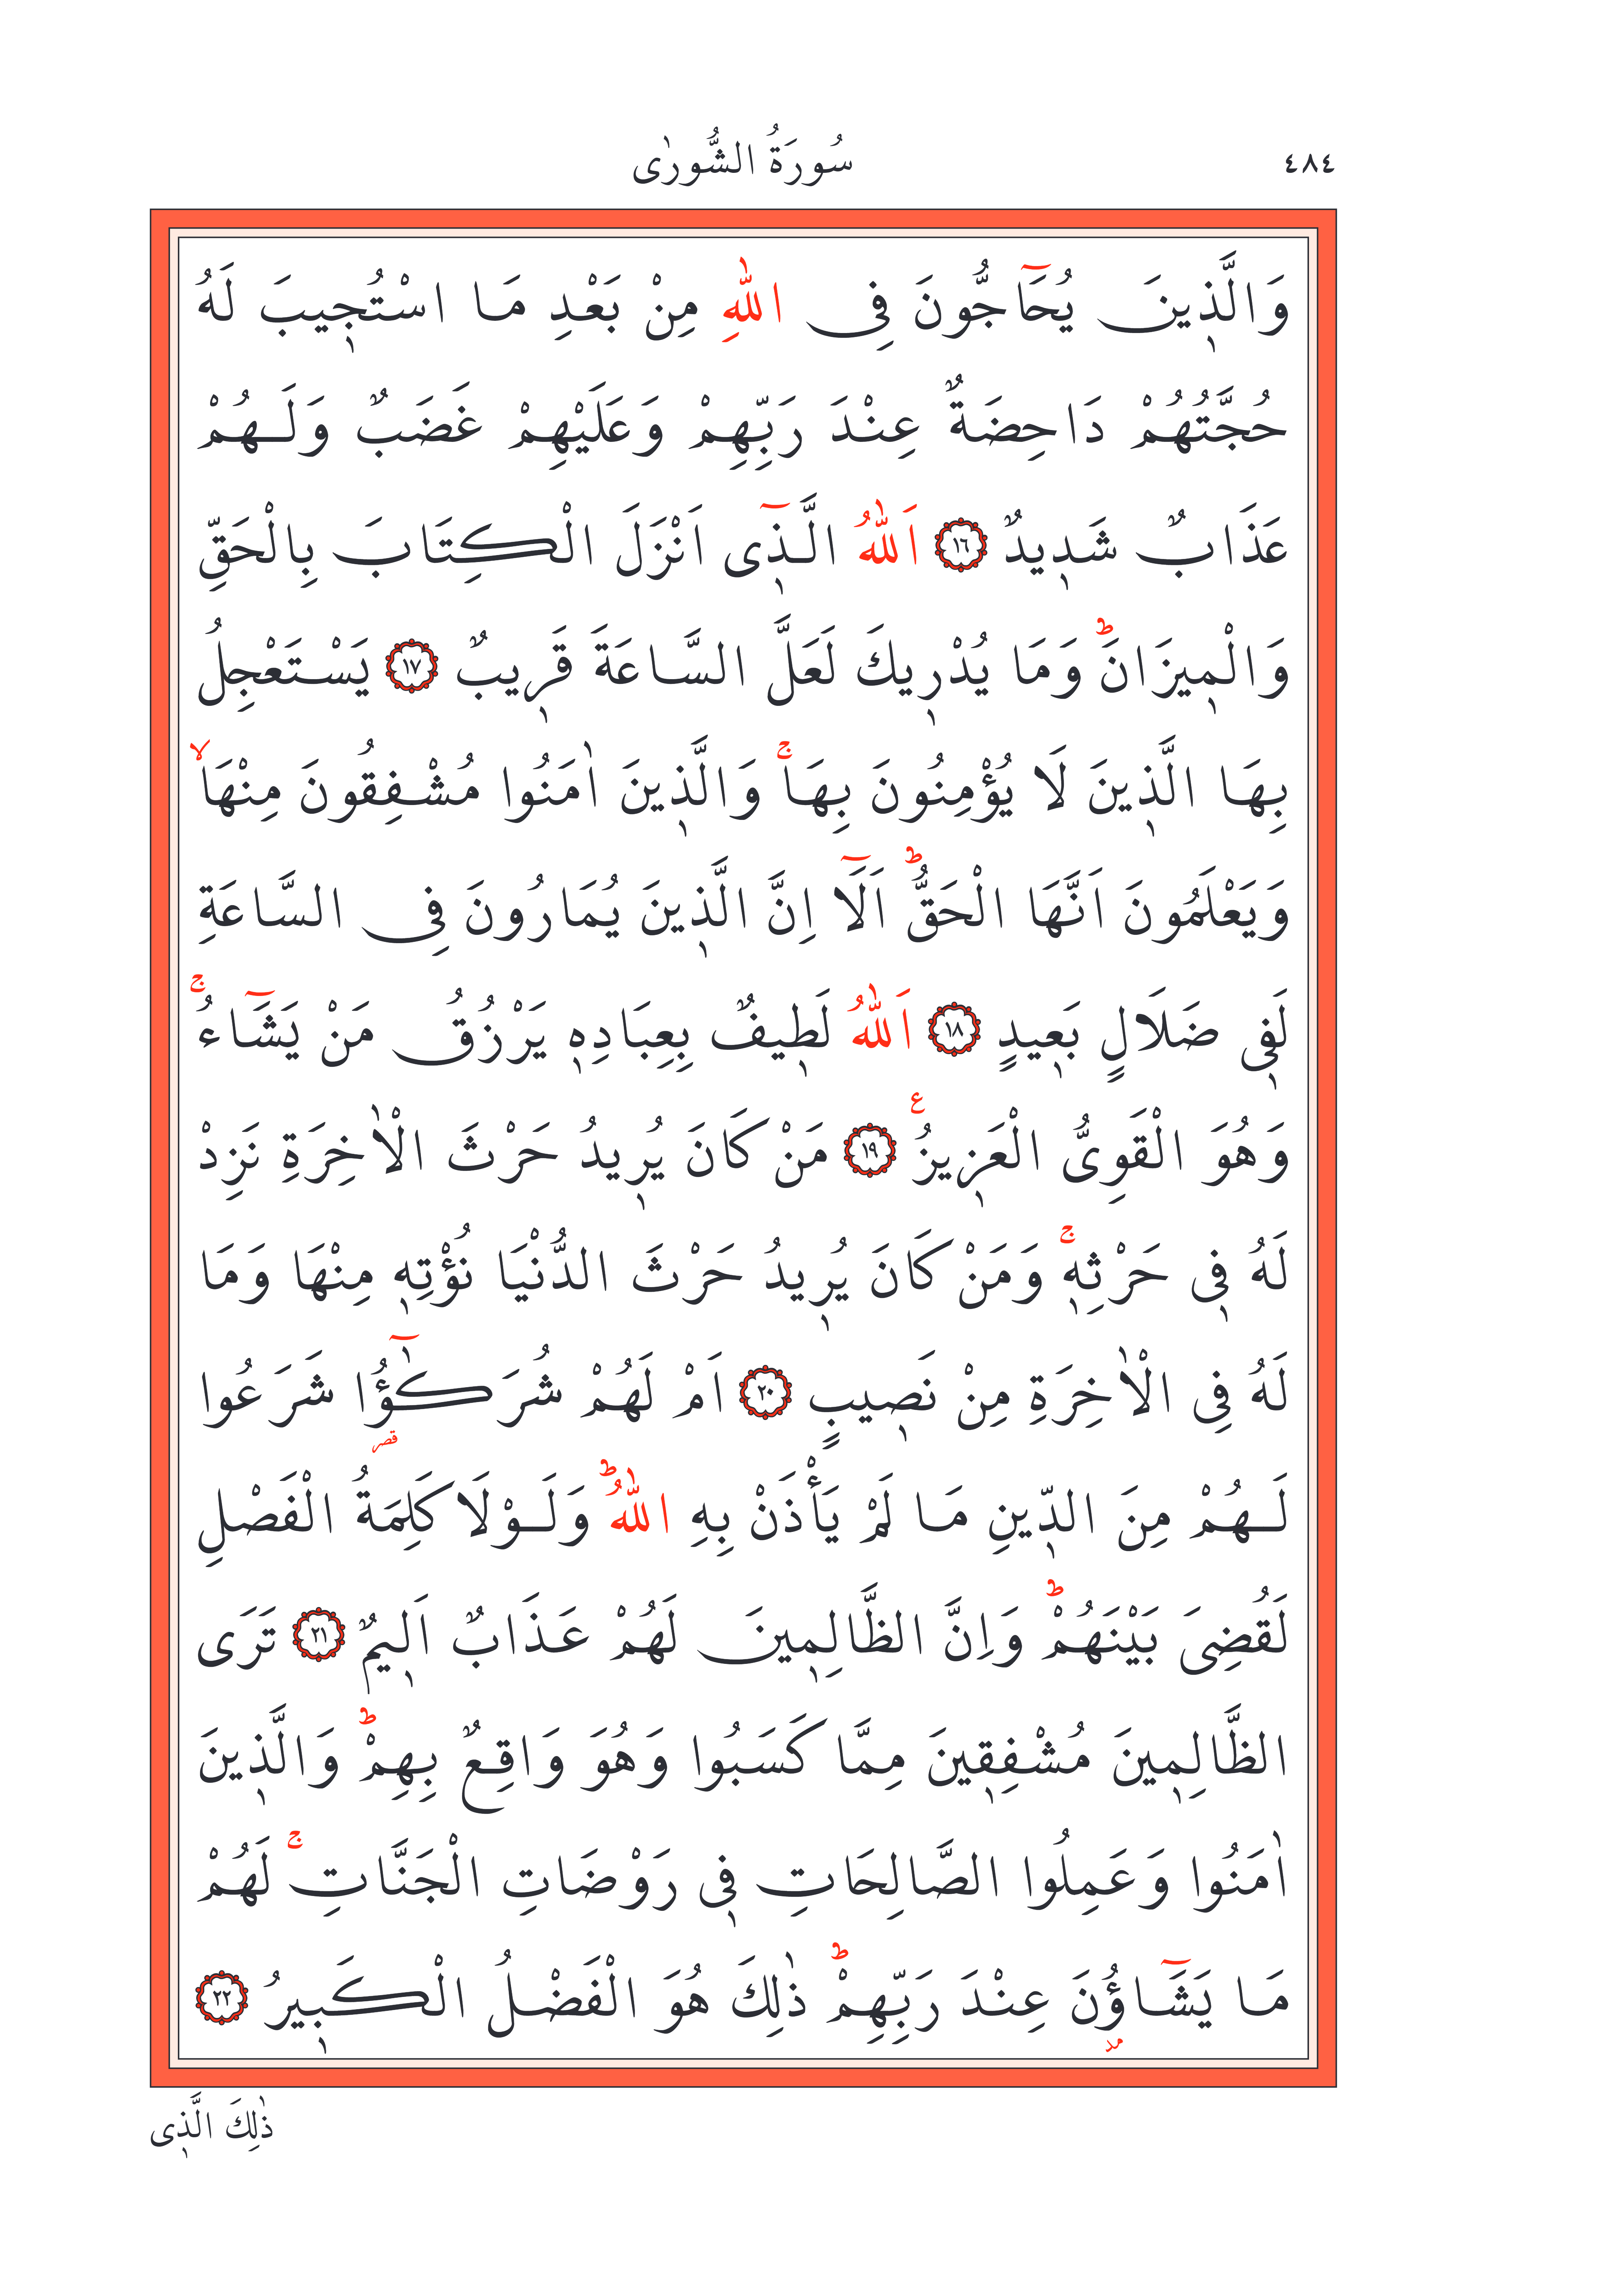 سُورَةُ الشُّورٰى ٤٨٤
وَالَّذٖينَ يُحَٓاجُّونَ فِى اللّٰهِ مِنْ بَعْدِ مَا اسْتُجٖيبَ لَهُ
حُجَّتُهُمْ دَاحِضَةٌ عِنْدَ رَبِّهِمْ وَعَلَيْهِمْ غَضَبٌ وَلَهُمْ
عَذَابٌ شَدٖيدٌ ﴿١٦﴾ اَللّٰهُ الَّذٖٓى اَنْزَلَ الْكِتَابَ بِالْحَقِّ
وَالْمٖيزَانَؕ وَمَا يُدْرٖيكَ لَعَلَّ السَّاعَةَ قَرٖيبٌ ﴿١٧﴾ يَسْتَعْجِلُ
بِهَا الَّذٖينَ لَا يُؤْمِنُونَ بِهَاۚ وَالَّذٖينَ اٰمَنُوا مُشْفِقُونَ مِنْهَاۙ
وَيَعْلَمُونَ اَنَّهَا الْحَقُّؕ اَلَٓا اِنَّ الَّذٖينَ يُمَارُونَ فِى السَّاعَةِ
لَفٖى ضَلَالٍ بَعٖيدٍ ﴿١٨﴾ اَللّٰهُ لَطٖيفٌ بِعِبَادِهٖ يَرْزُقُ مَنْ يَشَٓاءُۚ
وَهُوَ الْقَوِىُّ الْعَزٖيزُ ع ﴿١٩﴾ مَنْ كَانَ يُرٖيدُ حَرْثَ الْاٰخِرَةِ نَزِدْ
لَهُ فٖى حَرْثِهٖۚ وَمَنْ كَانَ يُرٖيدُ حَرْثَ الدُّنْيَا نُؤْتِهٖ مِنْهَا وَمَا
لَهُ فِى الْاٰخِرَةِ مِنْ نَصٖيبٍ ﴿٢٠﴾ اَمْ لَهُمْ شُرَكٰٓؤُا شَرَعُوا
قصر
لَهُمْ مِنَ الدّٖينِ مَا لَمْ يَأْذَنْ بِهِ اللّٰهُؕ وَلَوْلَا كَلِمَةُ الْفَصْلِ
لَقُضِىَ بَيْنَهُمْؕ وَاِنَّ الظَّالِمٖينَ لَهُمْ عَذَابٌ اَلٖيمٌ ﴿٢١﴾ تَرَى
الظَّالِمٖينَ مُشْفِقٖينَ مِمَّا كَسَبُوا وَهُوَ وَاقِعٌ بِهِمْؕ وَالَّذٖينَ
اٰمَنُوا وَعَمِلُوا الصَّالِحَاتِ فٖى رَوْضَاتِ الْجَنَّاتِۚ لَهُمْ
مَا يَشَٓاؤُنَ عِنْدَ رَبِّهِمْؕ ذٰلِكَ هُوَ الْفَضْلُ الْكَبٖيرُ ﴿٢٢﴾
مد
ذٰلِكَ الَّذٖى